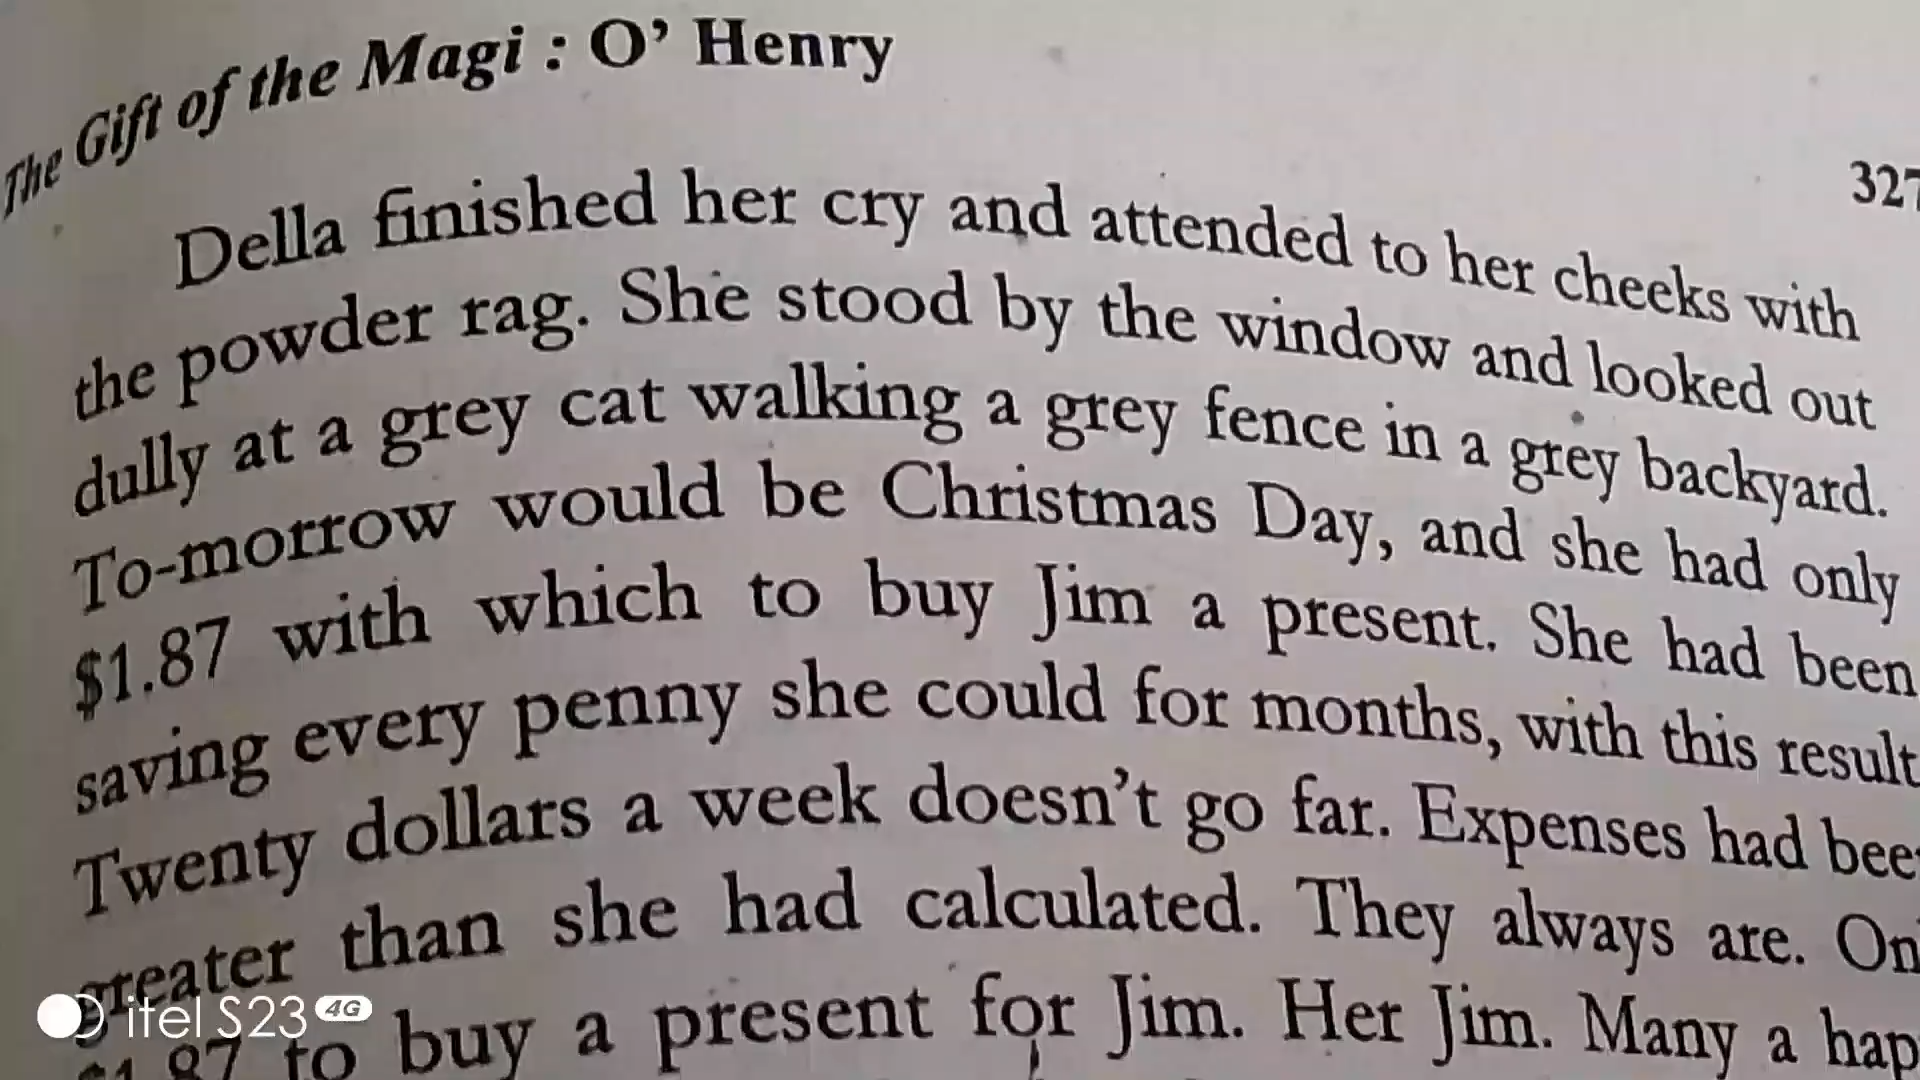 The Gift of the Magi : O' Henry
327
Della finished her cry and attended to her cheeks with
the powder rag. She stood by the window and looked out
dully at a grey cat walking a grey fence in a grey backyard.
To-morrow would be Christmas Day, and she had only
$1.87 with which to buy Jim a present. She had been
saving every penny she could for months, with this result
Twenty dollars a week doesn't go far. Expenses had bee
greater than she had calculated. They always are. On
$1.87 to buy a present for Jim. Her Jim. Many a hap
itel S23 4G